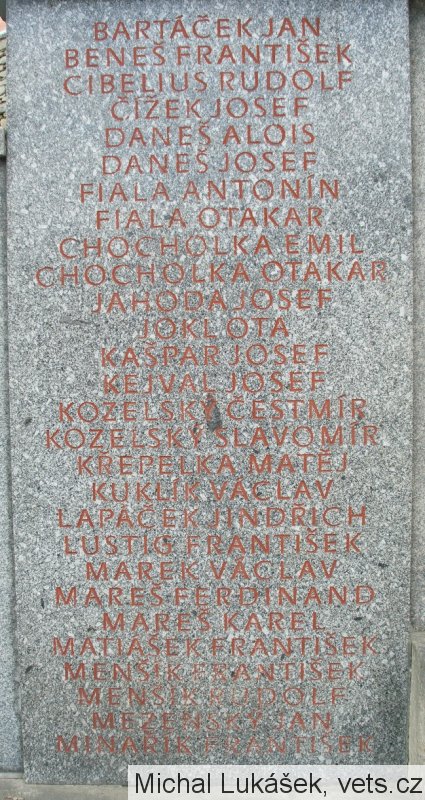 BARTÁČEK JAN
BENEŠ FRANTIŠEK
CIBELIUS RUDOLF
ČÍŽEK JOSEF
DANEŠ ALOIS
DANEŠ JOSEF
FIALA ANTONÍN
FIALA OTAKAR
CHOCHOLKA EMIL
CHOCHOLKA OTAKAR
JAHODA JOSEF
JOKL OTA
KAŠPAR JOSEF
KEJVAL JOSEF
KOZELSKÝ ČESTMÍR
KOZELSKÝ SLAVOMÍR
KŘEPELKA MATĚJ
KUKLÍK VÁCLAV
LAPÁČEK JINDŘICH
LUSTIG FRANTIŠEK
MAREK VÁCLAV
MAREŠ FERDINAND
MAREŠ KAREL
MATIÁŠEK FRANTIŠEK
MENŠÍK FRANTIŠEK
MENŠÍK RUDOLF
MEZENSKÝ JAN
MINAŘÍK FRANTIŠEK
Michal Lukášek, vets.cz